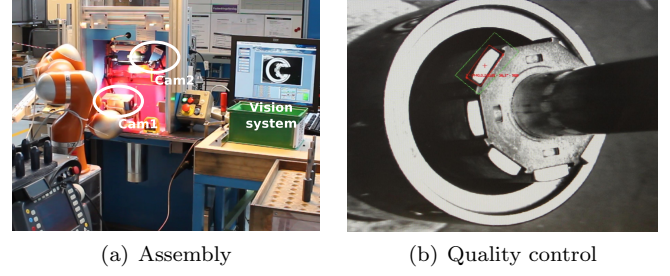 Cam2
Cam1
Vision
system
(a) Assembly
(b) Quality control